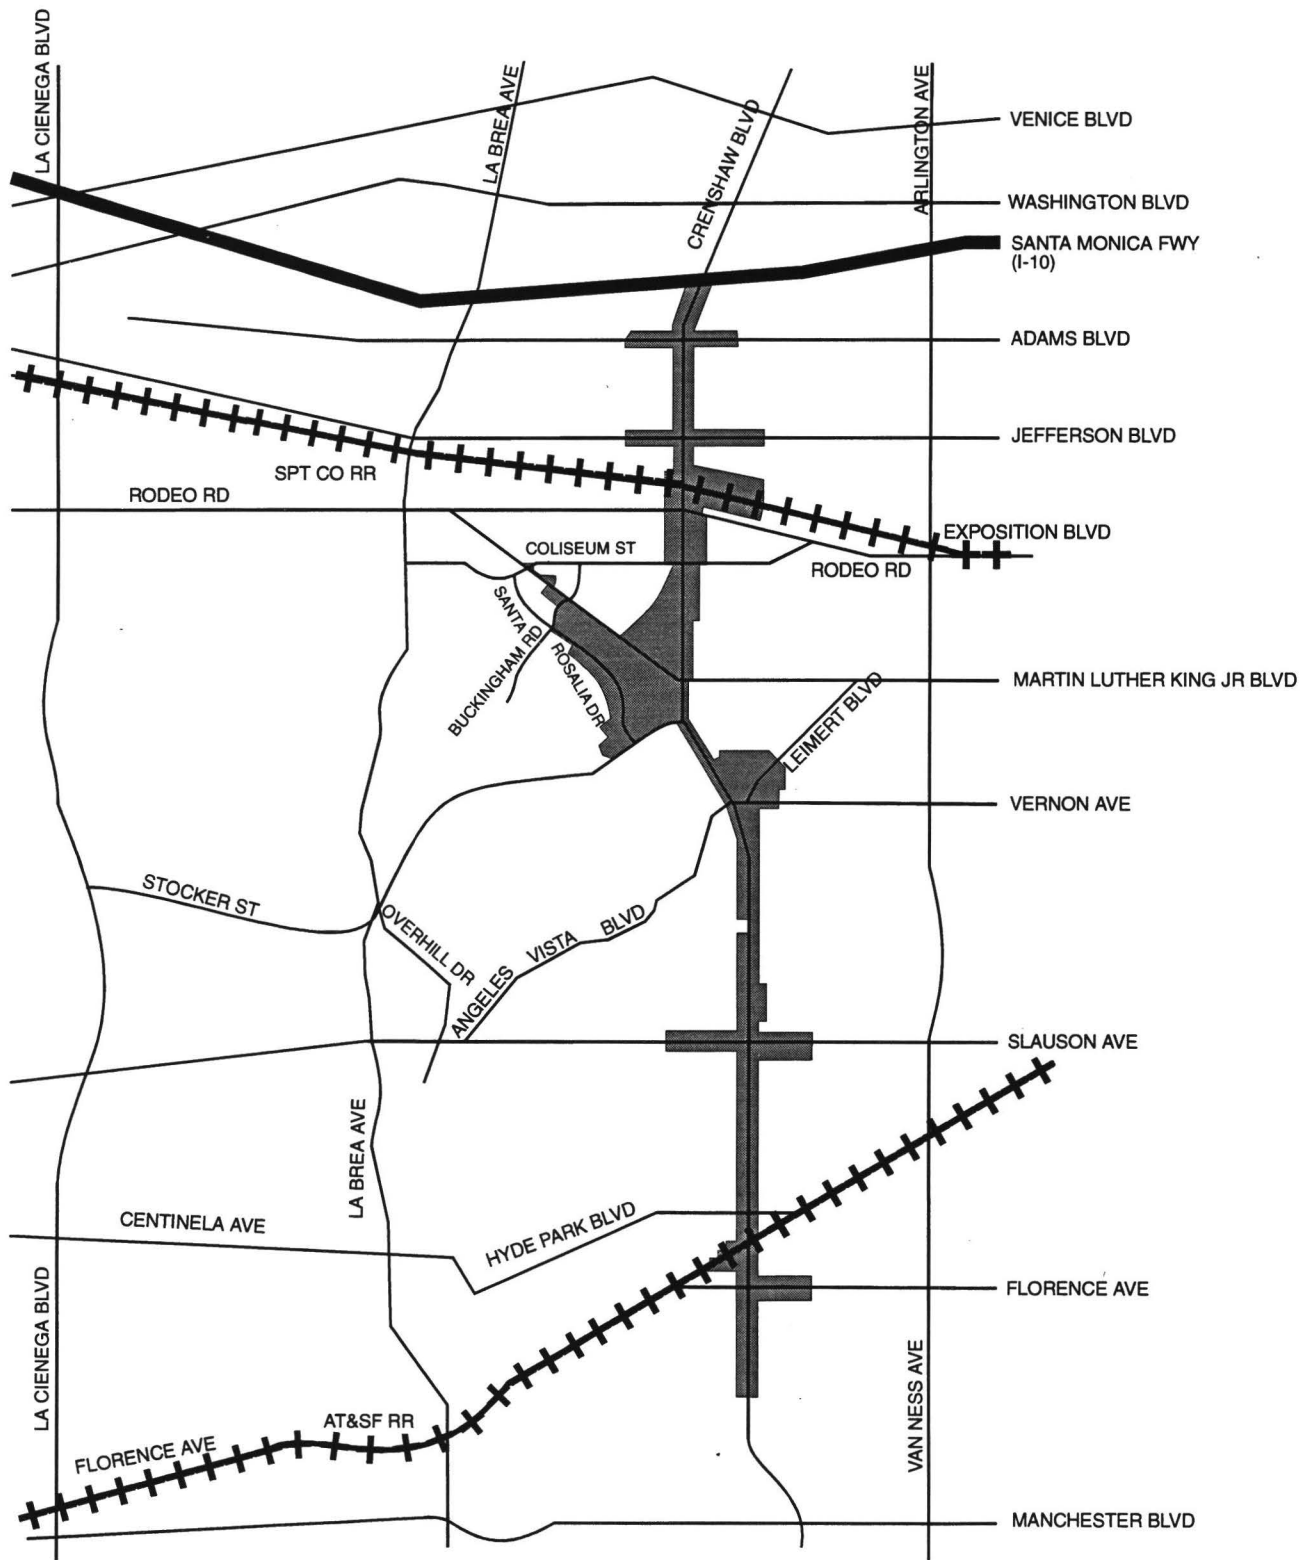 LA CIENEGA BLVD
LA BREA AVE
CRENSHAW BLVD
ARLINGTON AVE
VENICE BLVD
WASHINGTON BLVD
SANTA MONICA FWY
(I-10)
ADAMS BLVD
JEFFERSON BLVD
SPT CO RR
RODEO RD
EXPOSITION BLVD
COLISEUM ST
RODEO RD
SANTA
ROSALIA DR
BUCKINGHAM RD
MARTIN LUTHER KING JR BLVD
LEIMERT BLVD
VERNON AVE
STOCKER ST
OVERHILL DR
ANGELES
VISTA
BLVD
SLAUSON AVE
LA BREA AVE
CENTINELA AVE
HYDE PARK BLVD
FLORENCE AVE
LA CIENEGA BLVD
VAN NESS AVE
AT&SF RR
FLORENCE AVE
MANCHESTER BLVD